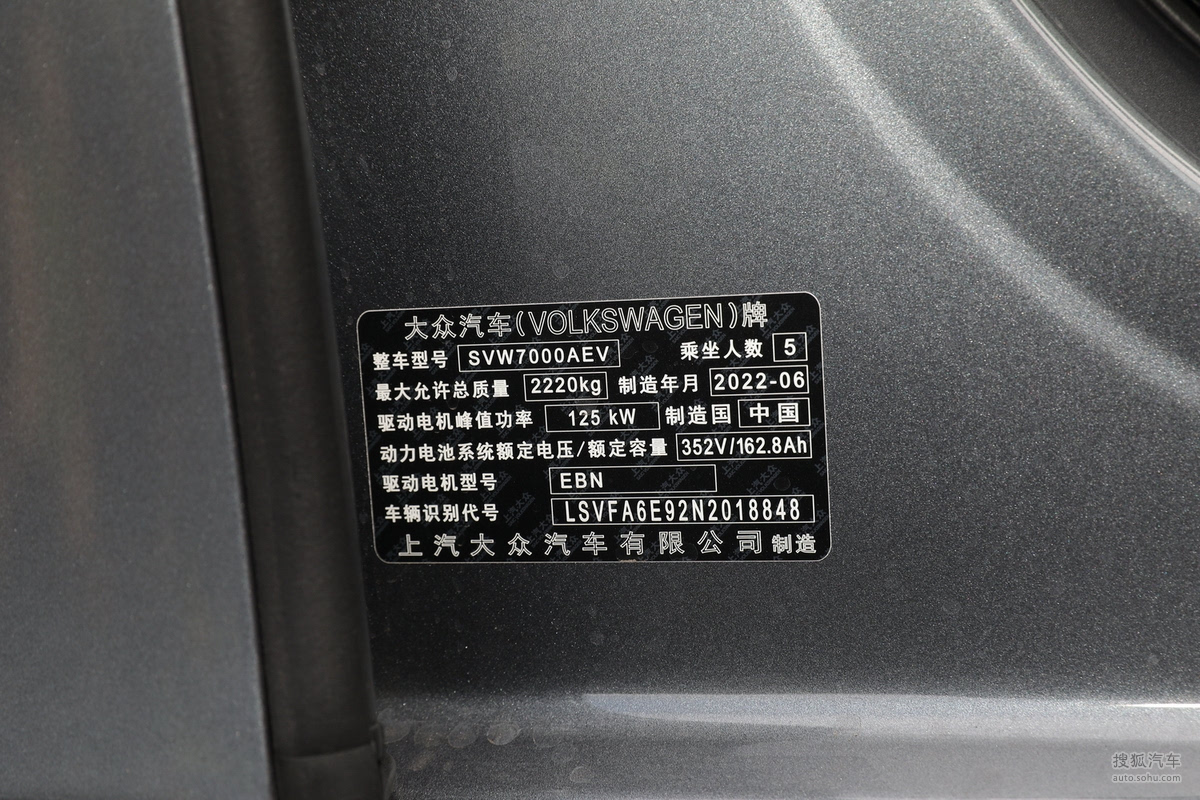 大众汽车(VOLKSWAGEN)牌
整车型号 SVW7000AEV 乘坐人数 5
最大允许总质量 2220kg 制造年月 2022-06
驱动电机峰值功率 125 kW 制造国 中国
动力电池系统额定电压/额定容量 352V/162.8Ah
驱动电机型号 EBN
车辆识别代号 LSVFA6E92N2018848
上汽大众汽车有限公司 制造
搜狐汽车
auto.sohu.com